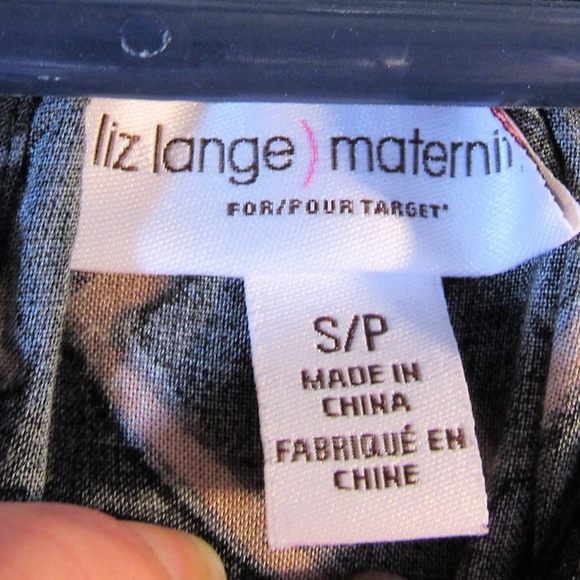 liz lange) materni
FOR/POUR TARGET*
S/P
MADE IN
CHINA
FABRIQUÉ EN
CHINE